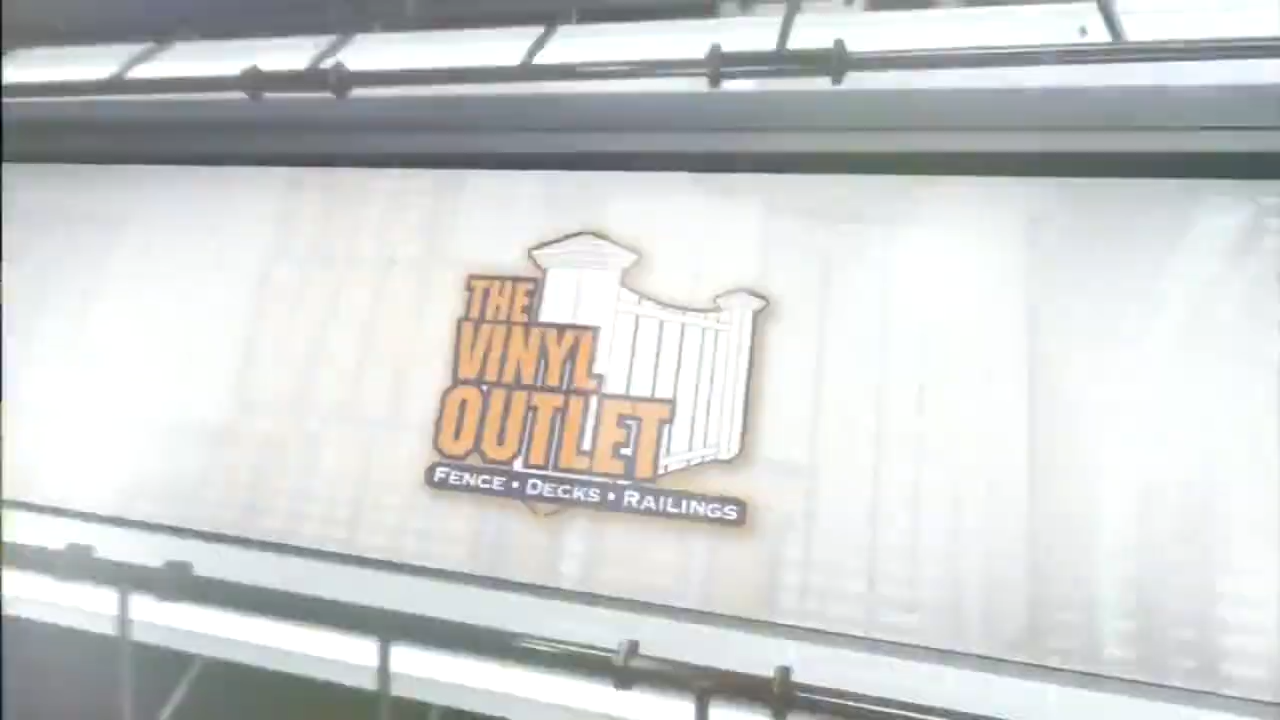 THE
VINYL
OUTLET
FENCE • DECKS • RAILINGS